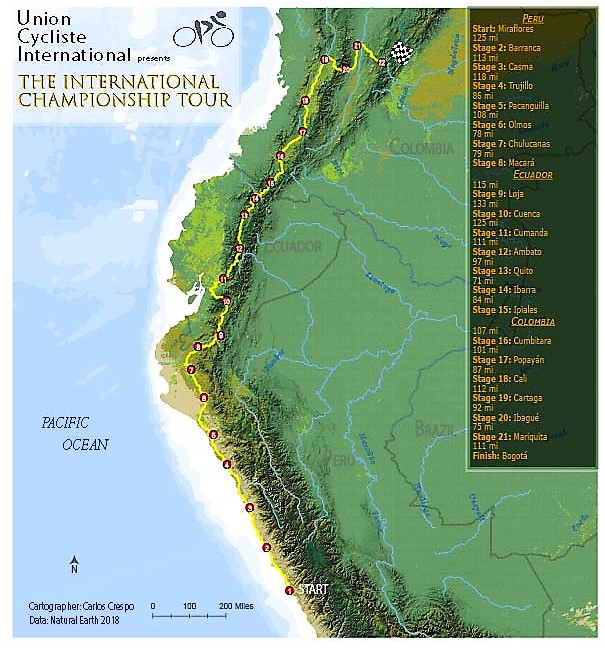 Union
Cycliste
International presents
THE INTERNATIONAL
CHAMPIONSHIP TOUR
PERU
Start: Miraflores
125 mi
Stage 2: Barranca
113 mi
Stage 3: Casma
118 mi
Stage 4: Trujillo
86 mi
Stage 5: Pacanguilla
108 mi
Stage 6: Olmos
78 mi
Stage 7: Chulucanas
79 mi
Stage 8: Macará
ECUADOR
115 mi
Stage 9: Loja
133 mi
Stage 10: Cuenca
125 mi
Stage 11: Cumanda
111 mi
Stage 12: Ambato
97 mi
Stage 13: Quito
71 mi
Stage 14: Ibarra
84 mi
Stage 15: Ipiales
COLOMBIA
107 mi
Stage 16: Cumbitara
101 mi
Stage 17: Popayán
87 mi
Stage 18: Cali
112 mi
Stage 19: Cartaga
92 mi
Stage 20: Ibagué
75 mi
Stage 21: Mariquita
111 mi
Finish: Bogotá
21
19
20
22
18
17
16
15
14
13
12
11
10
9
8
7
6
5
4
3
2
1
START
COLOMBIA
ECUADOR
PERU
BRAZIL
PACIFIC
OCEAN
N
Cartographer: Carlos Crespo
Data: Natural Earth 2018
0 100 200 Miles